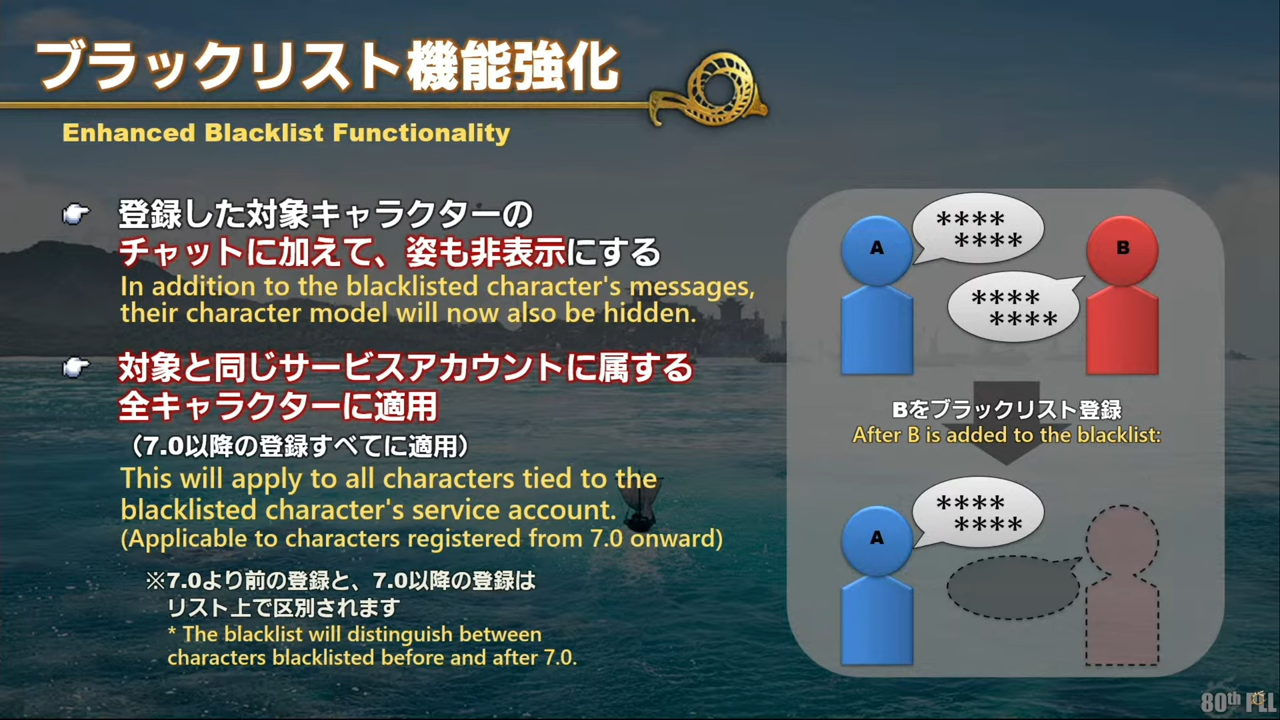 ブラックリスト機能強化
Enhanced Blacklist Functionality
登録した対象キャラクターの
チャットに加えて、姿も非表示にする
In addition to the blacklisted character's messages,
their character model will now also be hidden.
対象と同じサービスアカウントに属する
全キャラクターに適用
（7.0以降の登録すべてに適用）
This will apply to all characters tied to the
blacklisted character's service account.
(Applicable to characters registered from 7.0 onward)
※7.0より前の登録と、7.0以降の登録は
リスト上で区別されます
* The blacklist will distinguish between
characters blacklisted before and after 7.0.
A
****
****
B
****
****
Bをブラックリスト登録
After B is added to the blacklist:
A
****
****
80th PLL